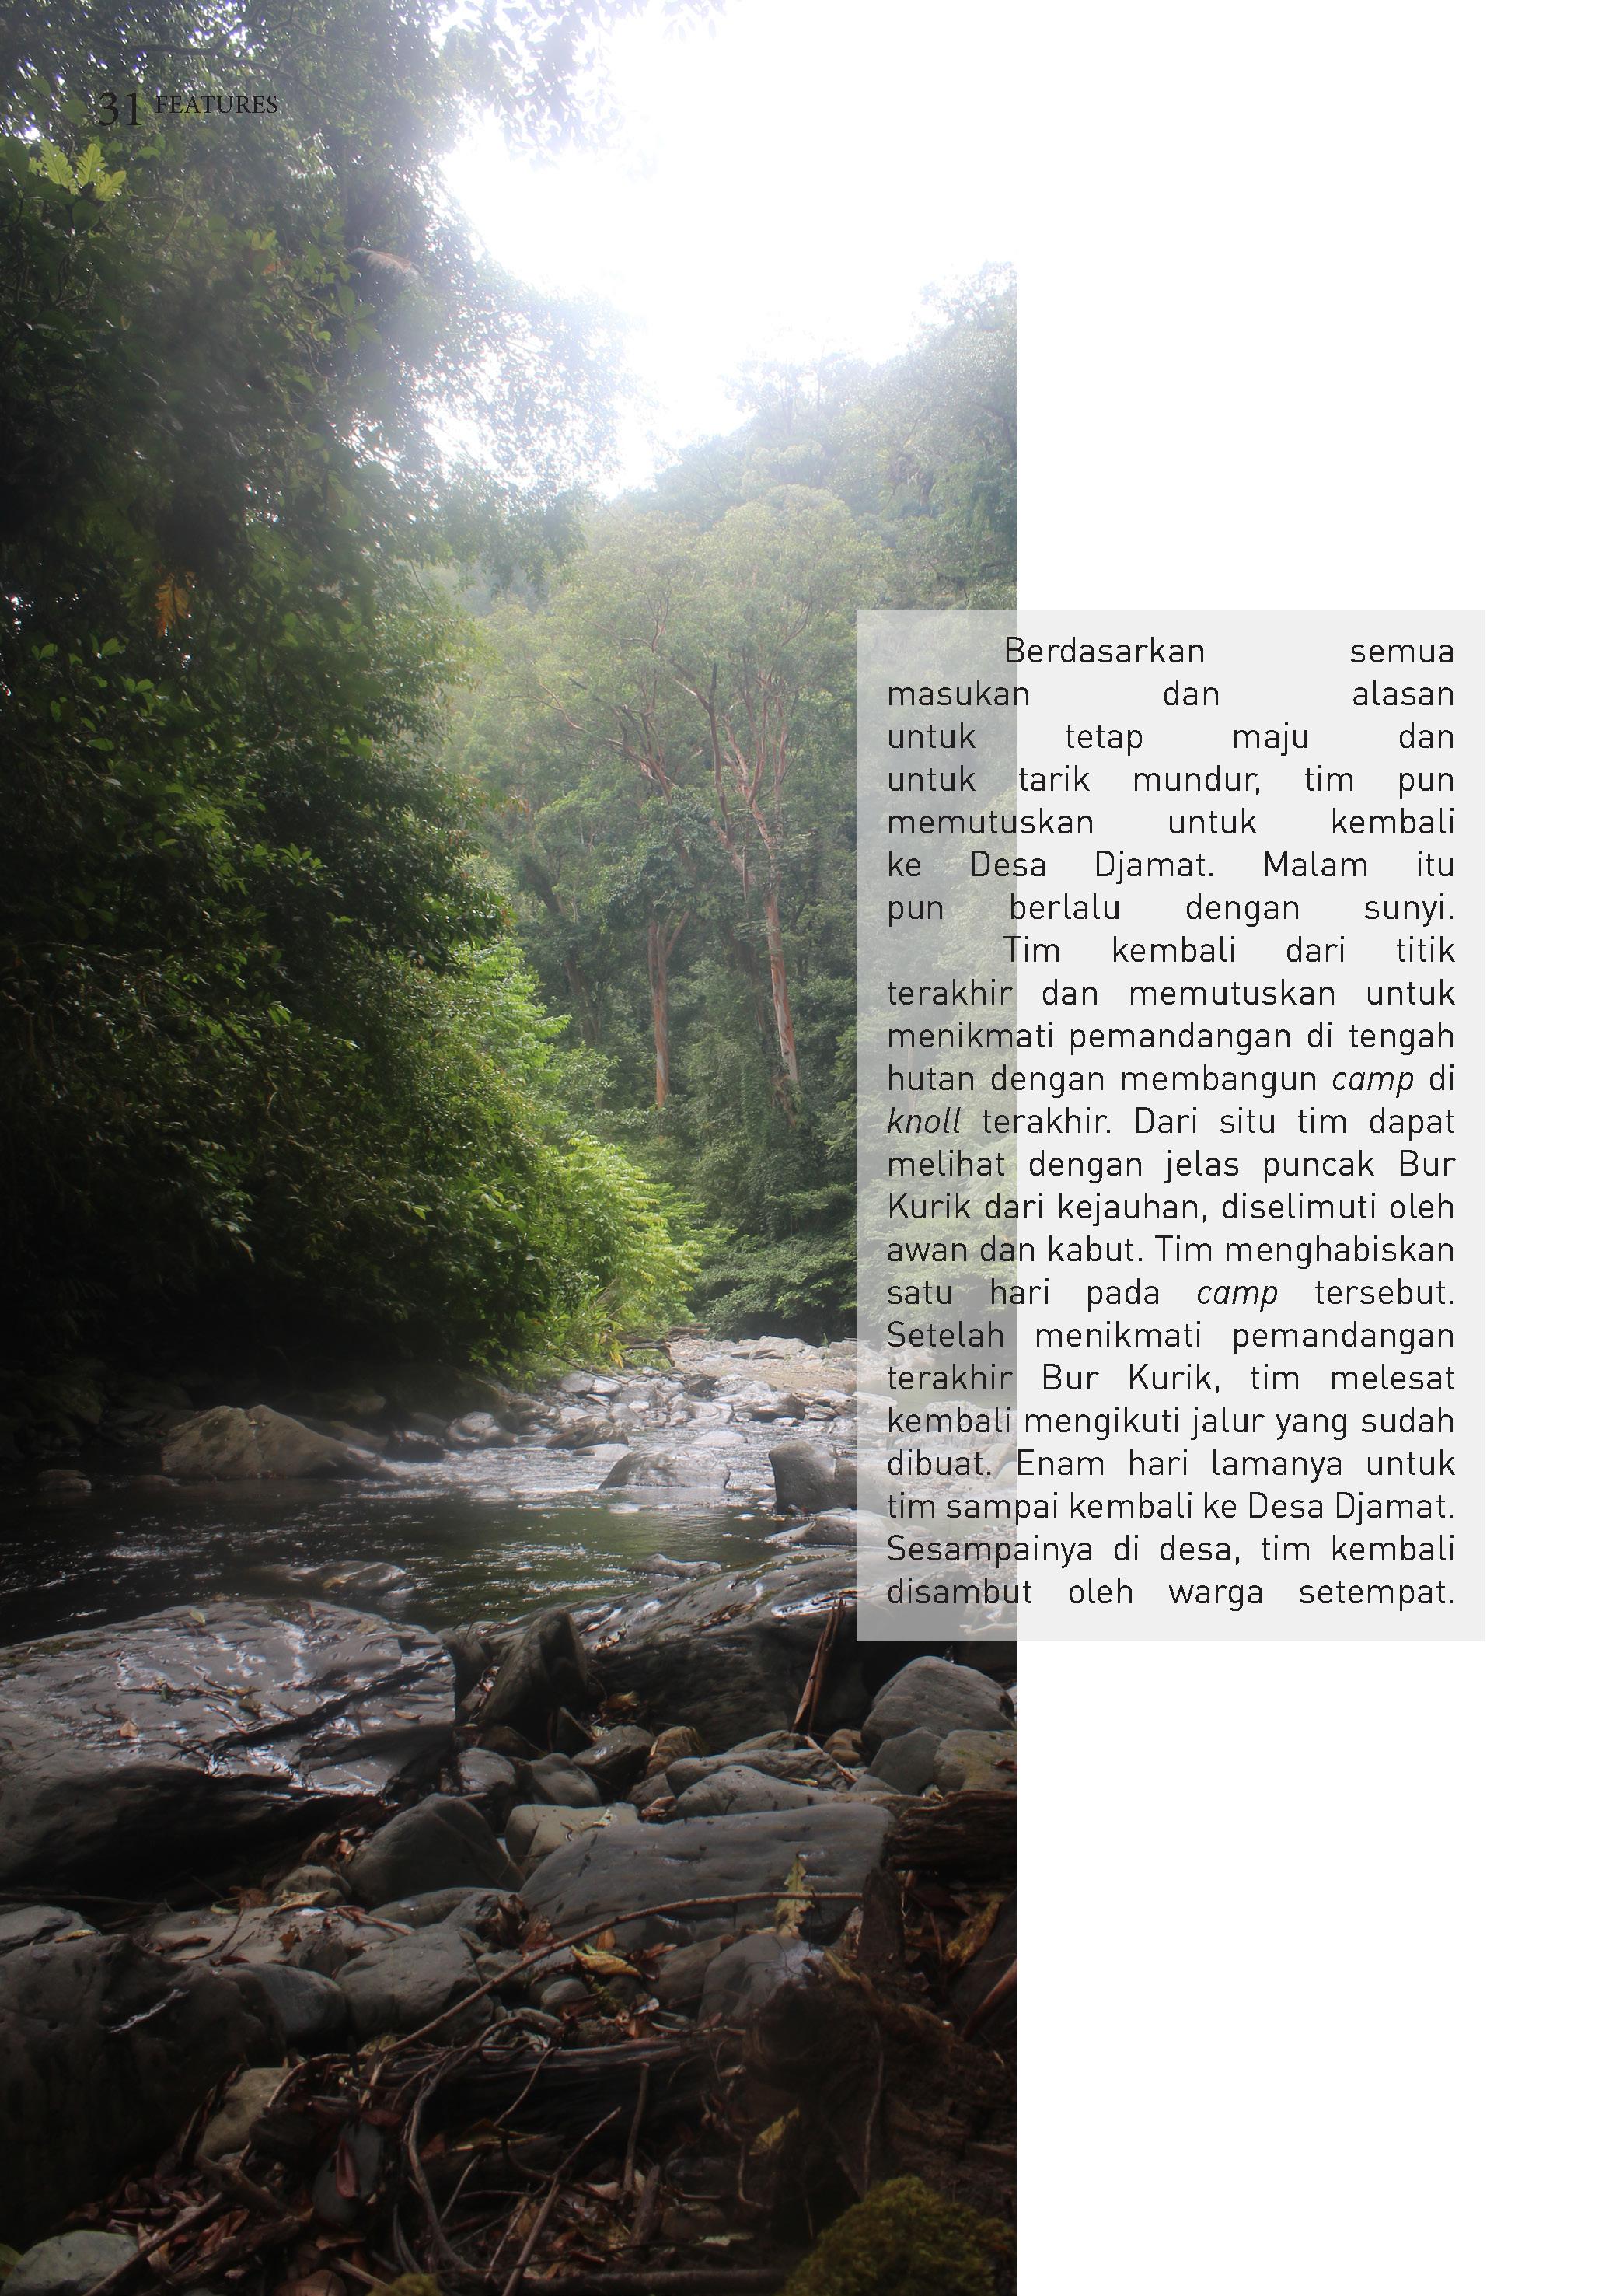 31 FEATURES
Berdasarkan semua
masukan dan alasan
untuk tetap maju dan
untuk tarik mundur, tim pun
memutuskan untuk kembali
ke Desa Djamat. Malam itu
pun berlalu dengan sunyi.
Tim kembali dari titik
terakhir dan memutuskan untuk
menikmati pemandangan di tengah
hutan dengan membangun camp di
knoll terakhir. Dari situ tim dapat
melihat dengan jelas puncak Bur
Kurik dari kejauhan, diselimuti oleh
awan dan kabut. Tim menghabiskan
satu hari pada camp tersebut.
Setelah menikmati pemandangan
terakhir Bur Kurik, tim melesat
kembali mengikuti jalur yang sudah
dibuat. Enam hari lamanya untuk
tim sampai kembali ke Desa Djamat.
Sesampainya di desa, tim kembali
disambut oleh warga setempat.